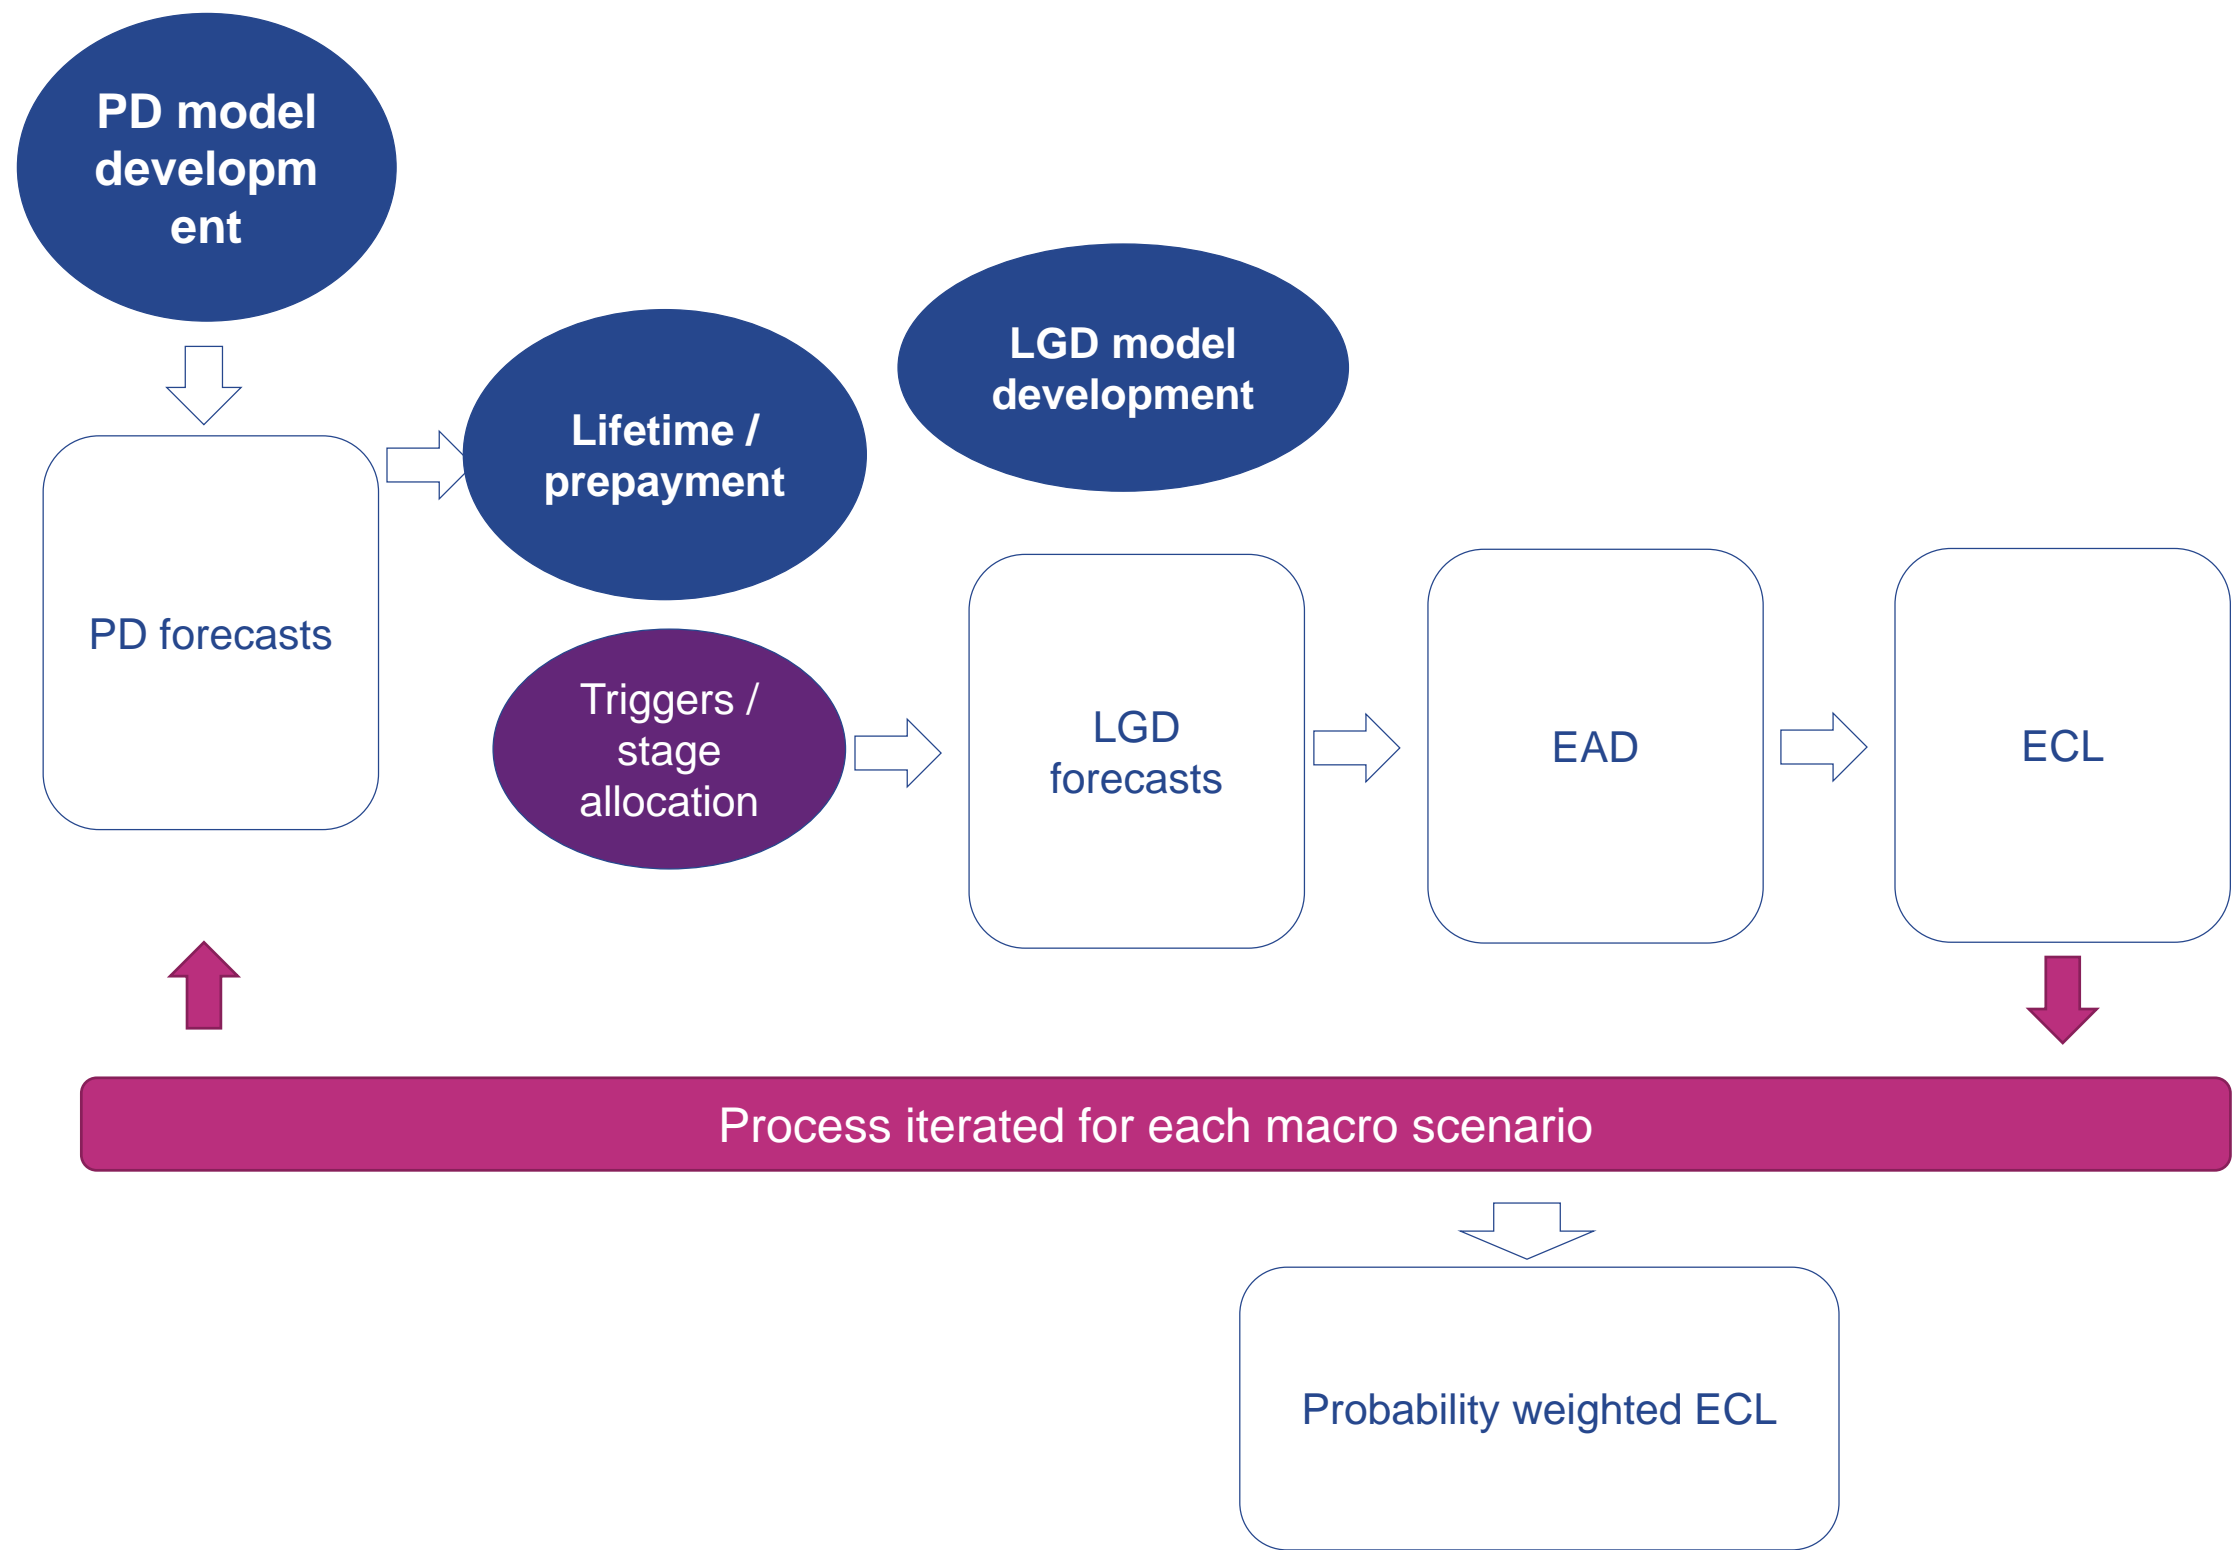 PD model
developm
ent
Lifetime /
prepayment
LGD model
development
PD forecasts
Triggers /
stage
allocation
LGD
forecasts
EAD
ECL
Process iterated for each macro scenario
Probability weighted ECL